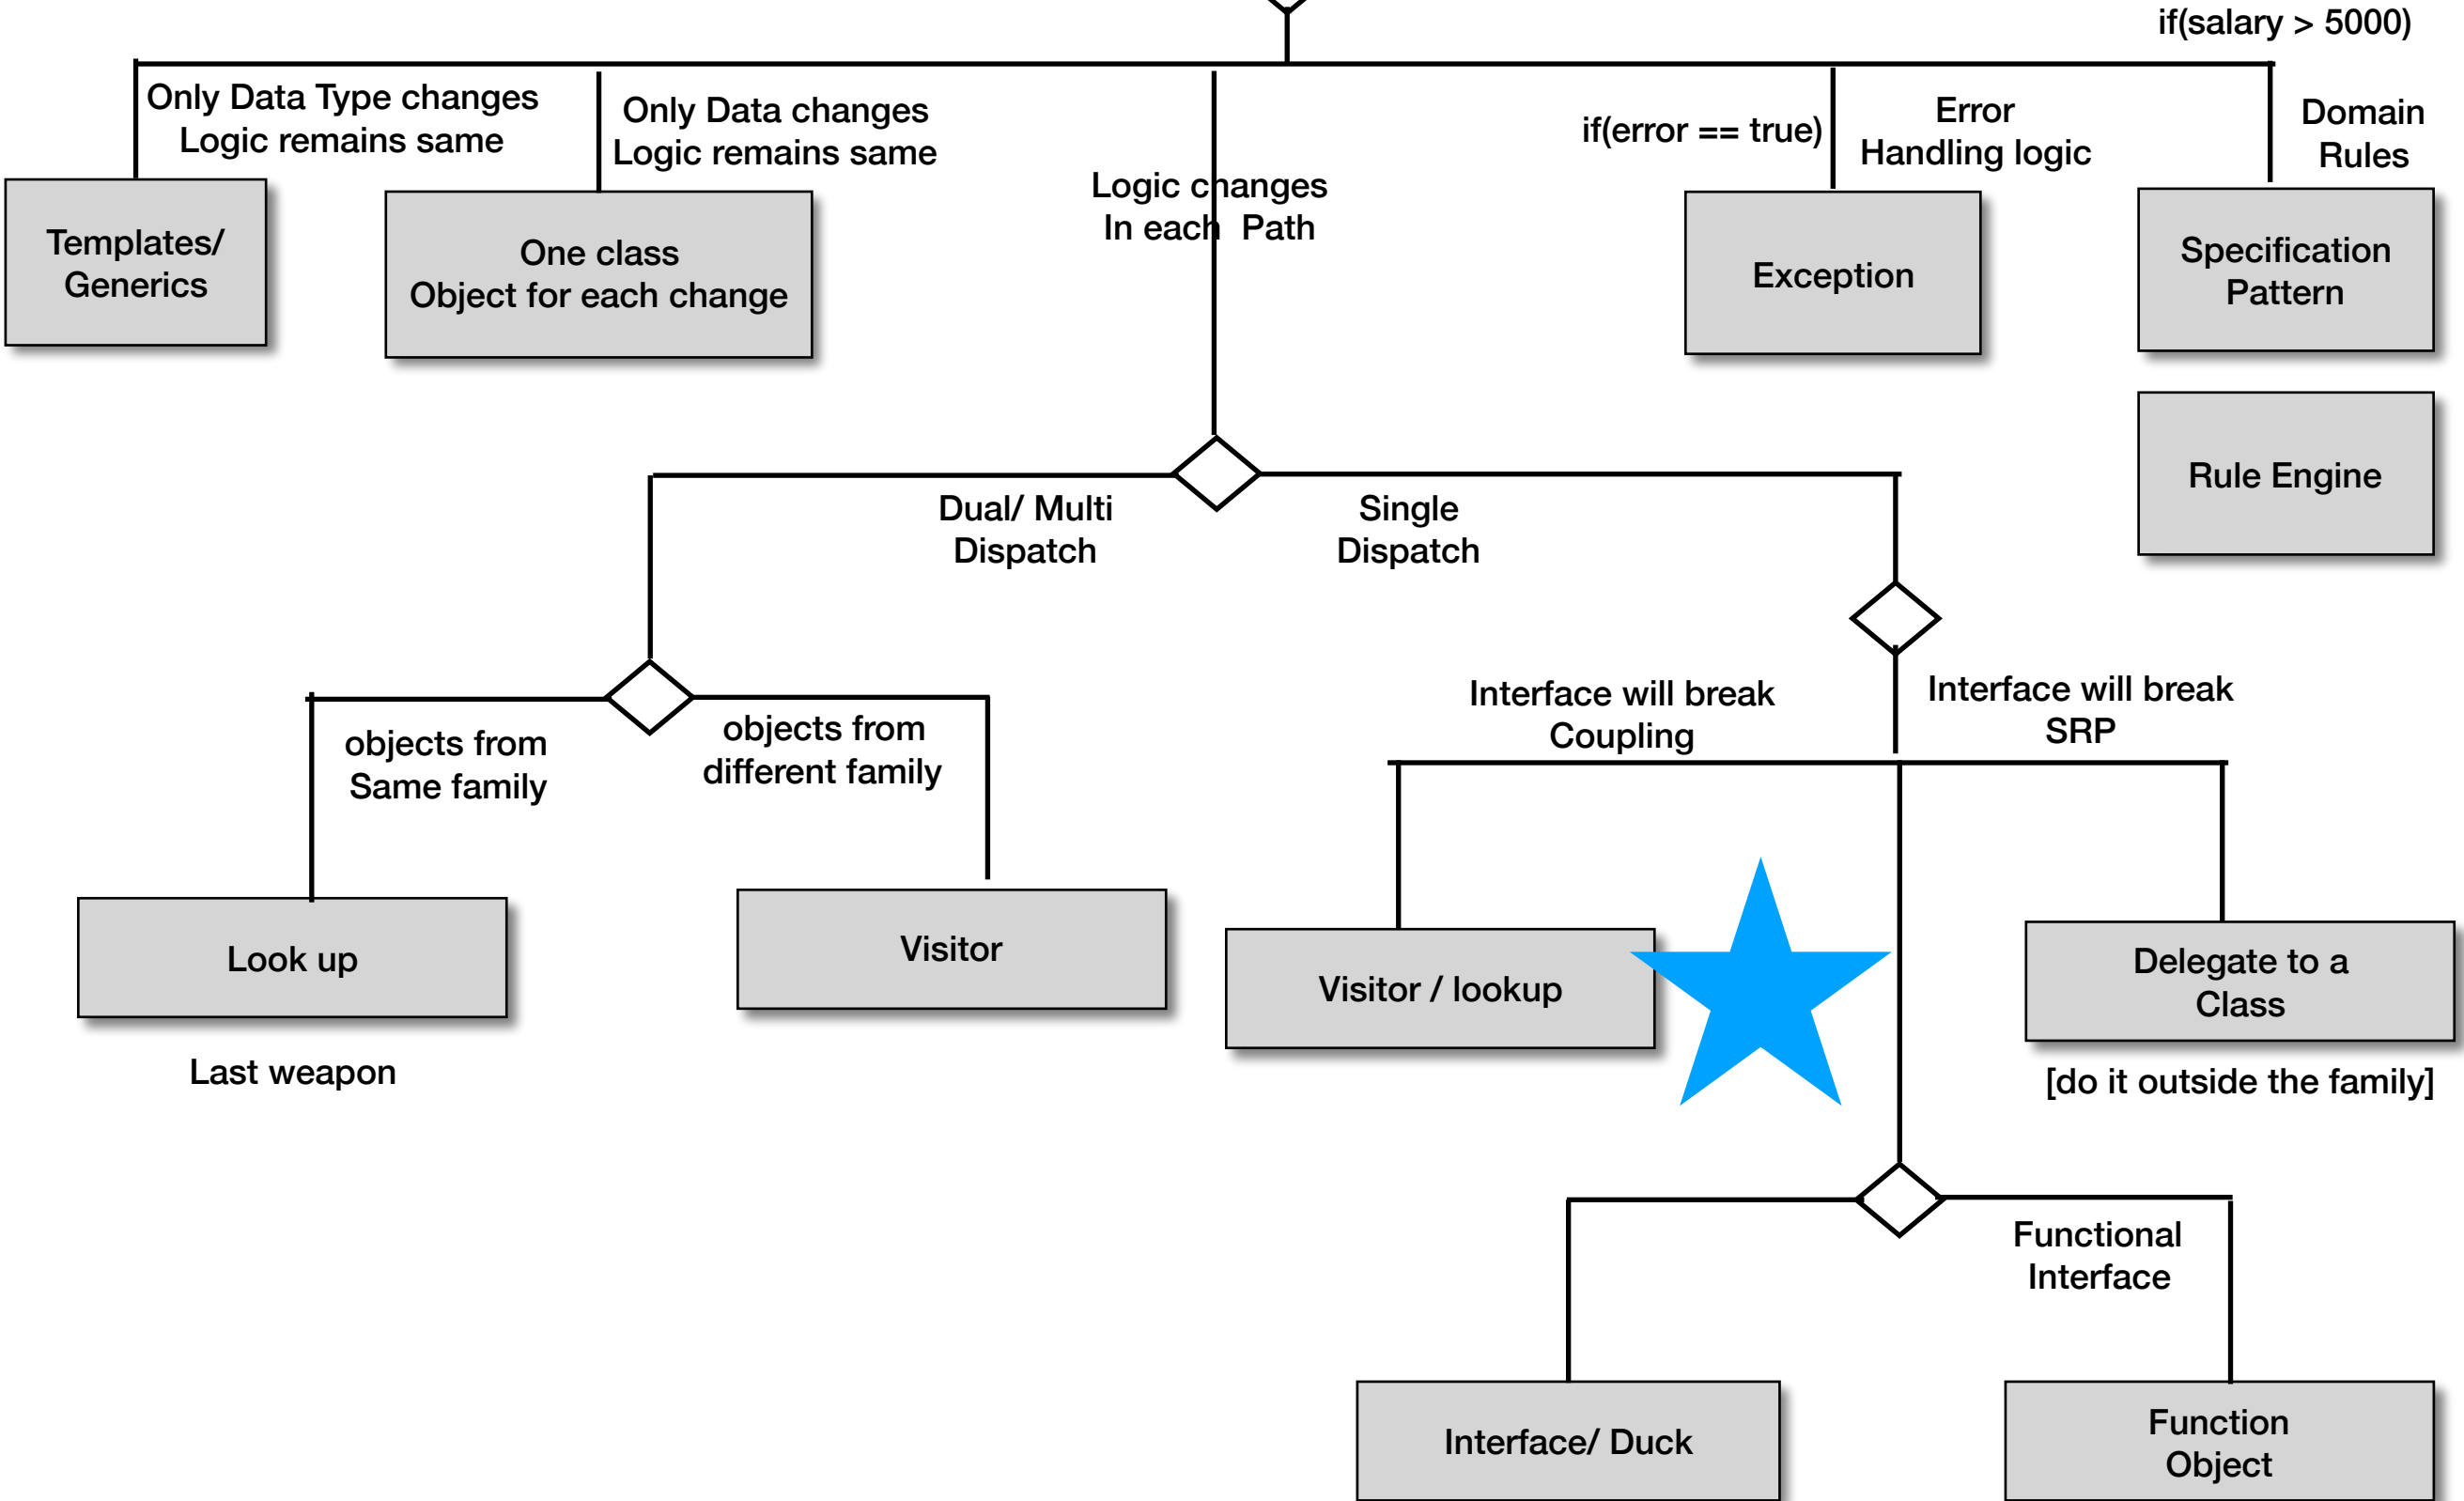 if(salary > 5000)
Only Data Type changes
Logic remains same
Only Data changes
Logic remains same
Logic changes
In each Path
if(error == true)
Error
Handling logic
Domain
Rules
Templates/
Generics
One class
Object for each change
Exception
Specification
Pattern
Rule Engine
Dual/ Multi
Dispatch
Single
Dispatch
objects from
Same family
objects from
different family
Interface will break
Coupling
Interface will break
SRP
Look up
Last weapon
Visitor
Visitor / lookup
Delegate to a
Class
[do it outside the family]
Functional
Interface
Interface/ Duck
Function
Object